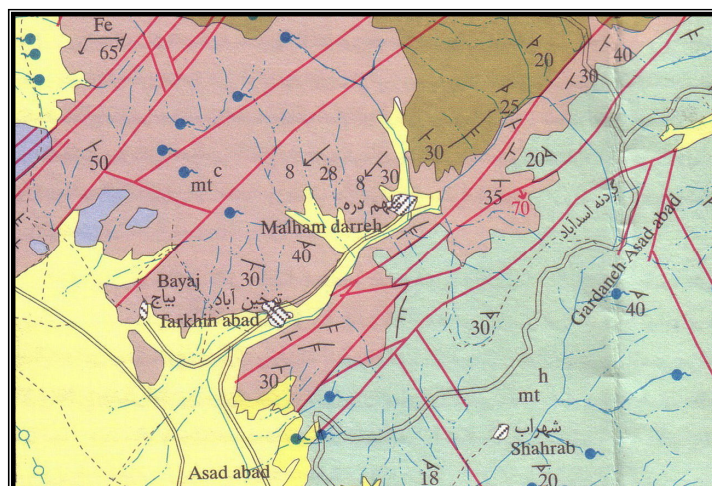 Fe
65
40
20
30
25
50
30
20
c
mt
8
28
8
30
35
70
ملهم دره
Malham darreh
گردنه اسدآباد
Gardaneh Asad abad
40
30
Bayaj
بیاج
ترخین آباد
Tarkhin abad
30
40
30
h
mt
شهراب
Shahrab
Asad abad
18
20